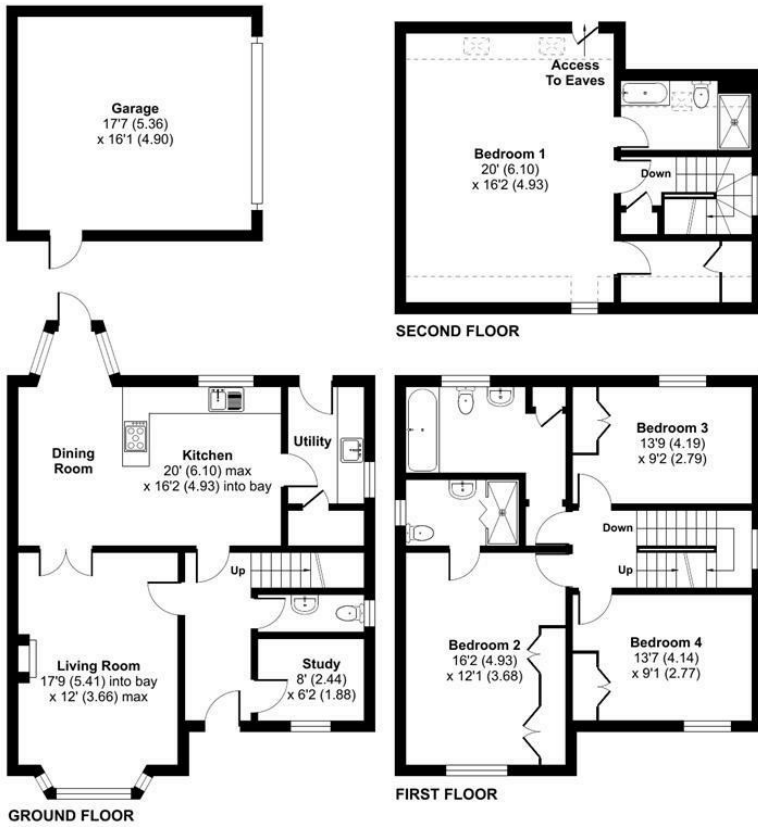 Garage
17'7 (5.36)
x 16'1 (4.90)
Access
To Eaves
Bedroom 1
20' (6.10)
x 16'2 (4.93)
Down
SECOND FLOOR
Dining
Room
Kitchen
20' (6.10) max
x 16'2 (4.93) into bay
Utility
Up
Living Room
17'9 (5.41) into bay
x 12' (3.66) max
Study
8' (2.44)
x 6'2 (1.88)
GROUND FLOOR
Bedroom 3
13'9 (4.19)
x 9'2 (2.79)
Down
Up
Bedroom 2
16'2 (4.93)
x 12'1 (3.68)
Bedroom 4
13'7 (4.14)
x 9'1 (2.77)
FIRST FLOOR